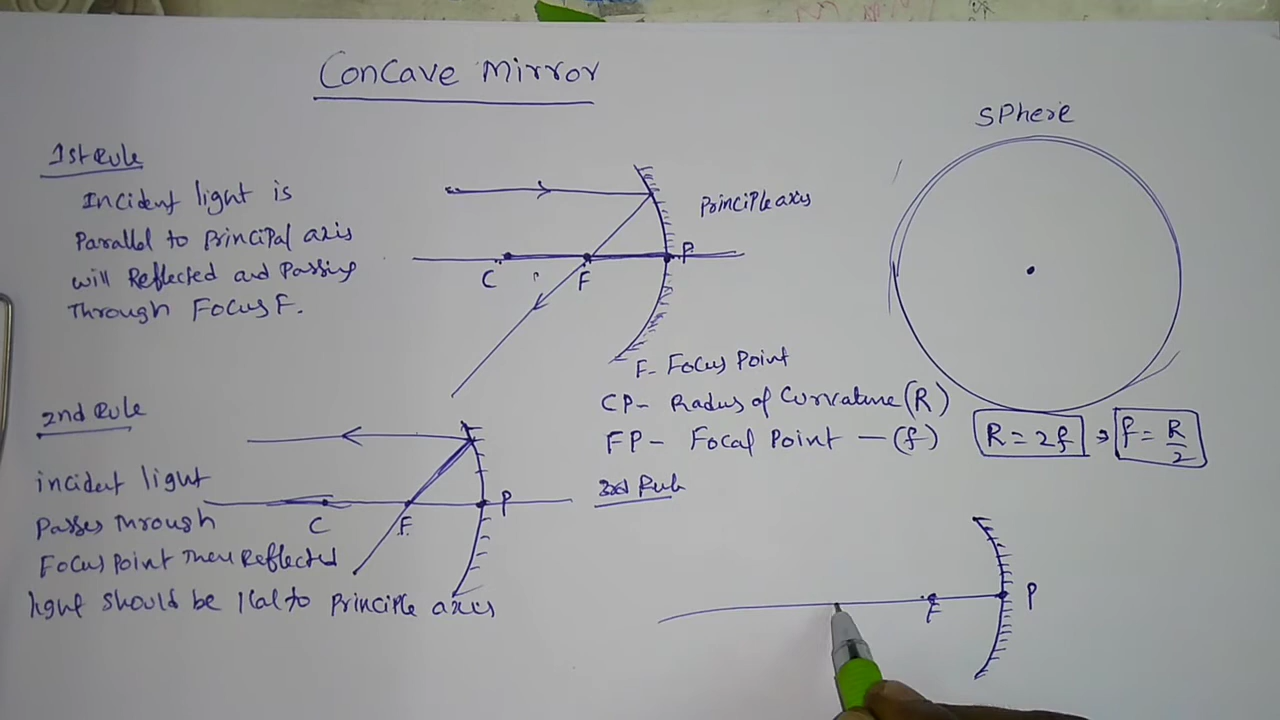 Concave Mirror
SPhere
1st Rule
Incident light is
Parallel to Principal axis
will Reflected and Passing
Through Focus F.
Principle axis
C F P
F- Focus Point
CP- Radus of Curvature (R)
FP- Focal Point - (f)
R = 2f ⇒ f = R/2
2nd Rule
incident light
Passes Through
Focus Point Then Reflected
light should be 11al to Principle axis
C F P
3rd Rule
F P